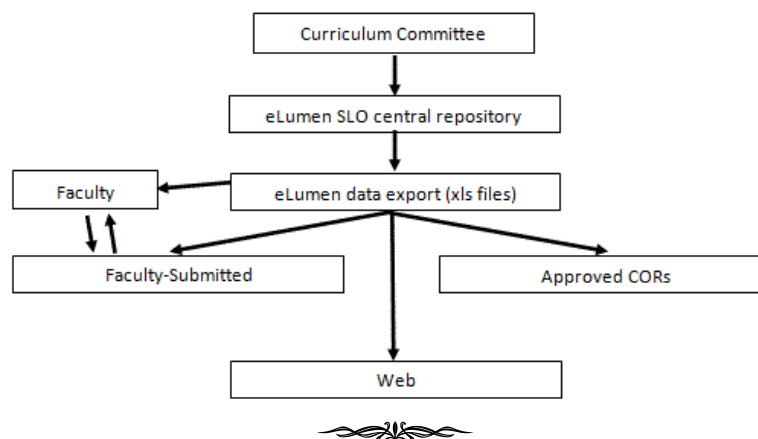 Curriculum Committee
eLumen SLO central repository
Faculty
eLumen data export (xls files)
Faculty-Submitted
Approved CORs
Web